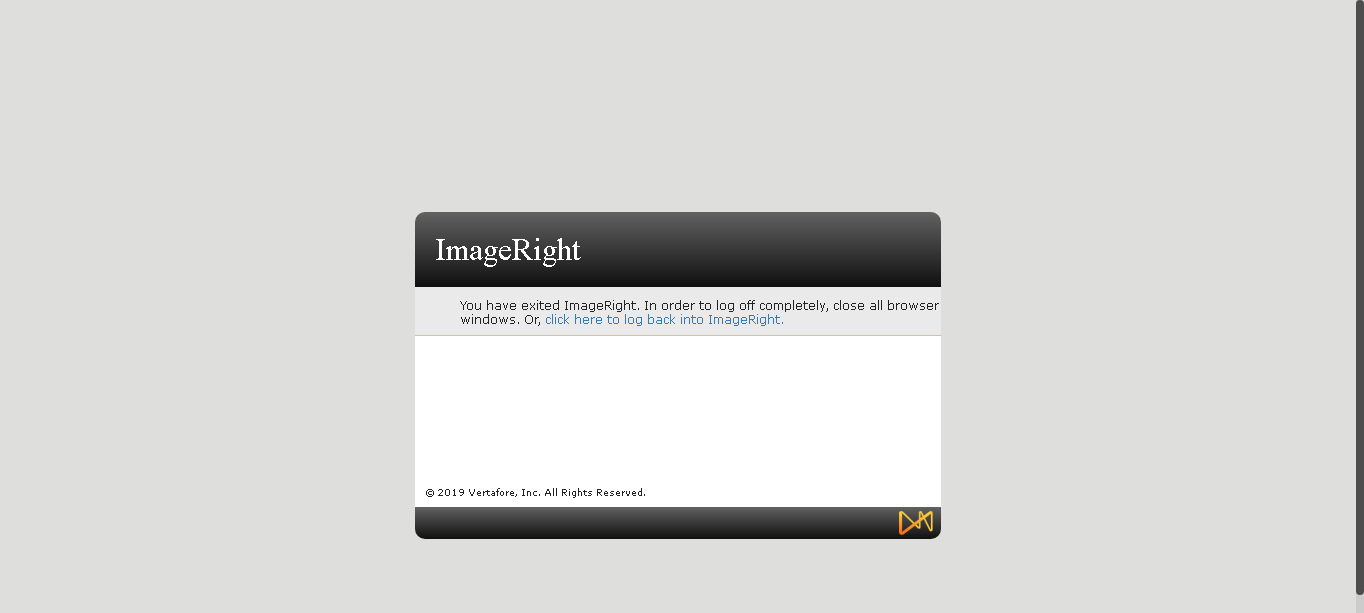 ImageRight
You have exited ImageRight. In order to log off completely, close all browser
windows. Or, click here to log back into ImageRight.
© 2019 Vertafore, Inc. All Rights Reserved.